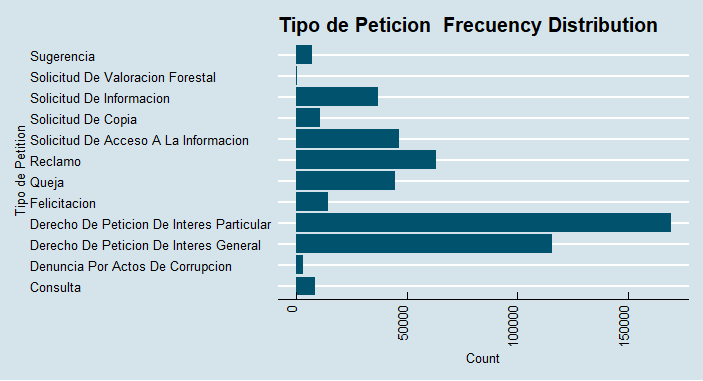 Tipo de Peticion  Frecuency Distribution
Tipo de Petition
Sugerencia
Solicitud De Valoracion Forestal
Solicitud De Informacion
Solicitud De Copia
Solicitud De Acceso A La Informacion
Reclamo
Queja
Felicitacion
Derecho De Peticion De Interes Particular
Derecho De Peticion De Interes General
Denuncia Por Actos De Corrupcion
Consulta
0
50000
100000
150000
Count